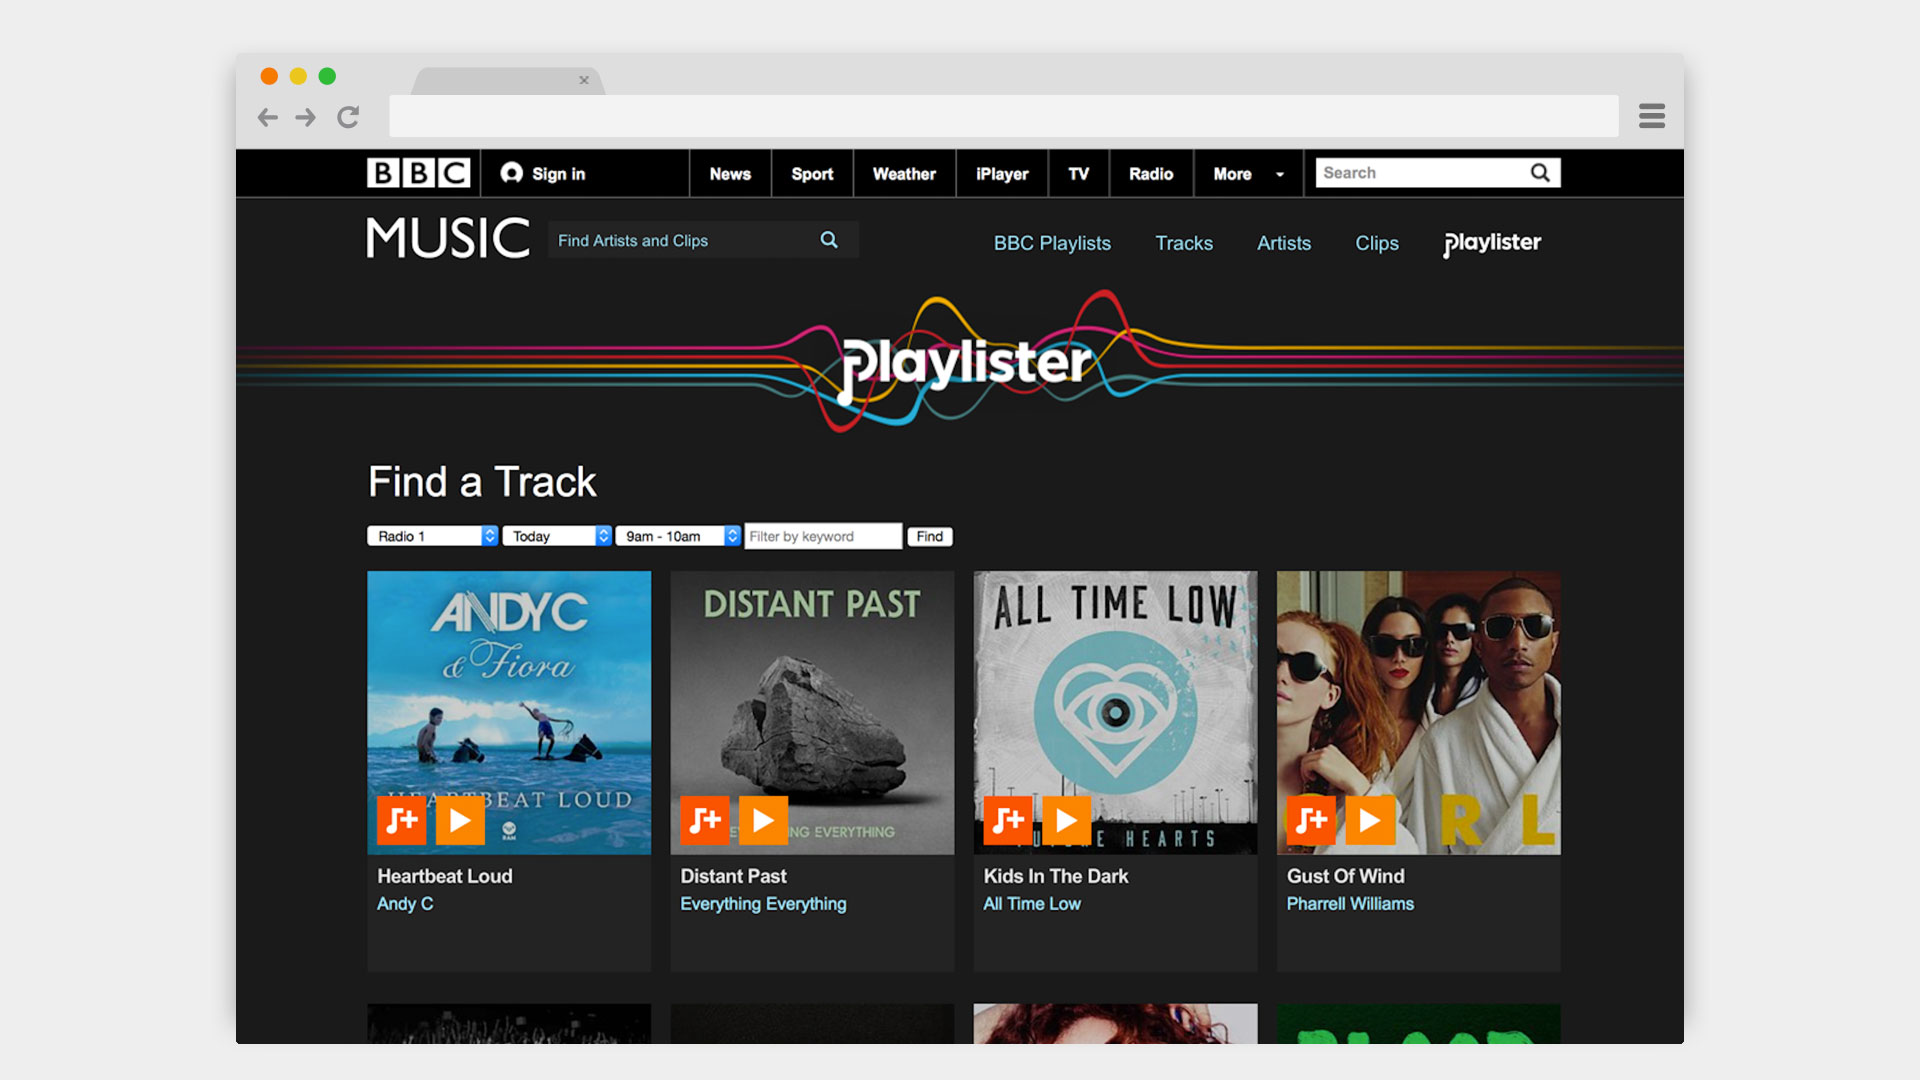 BBC
Sign in
News
Sport
Weather
iPlayer
TV
Radio
More
Search
MUSIC
Find Artists and Clips
BBC Playlists
Tracks
Artists
Clips
playlister
playlister
Find a Track
Radio 1
Today
9am - 10am
Filter by keyword
Find
ANDY C
& Fiora
HEARTBEAT LOUD
RAM
DISTANT PAST
EVERYTHING EVERYTHING
ALL TIME LOW
FUTURE HEARTS
R L
Heartbeat Loud
Andy C
Distant Past
Everything Everything
Kids In The Dark
All Time Low
Gust Of Wind
Pharrell Williams